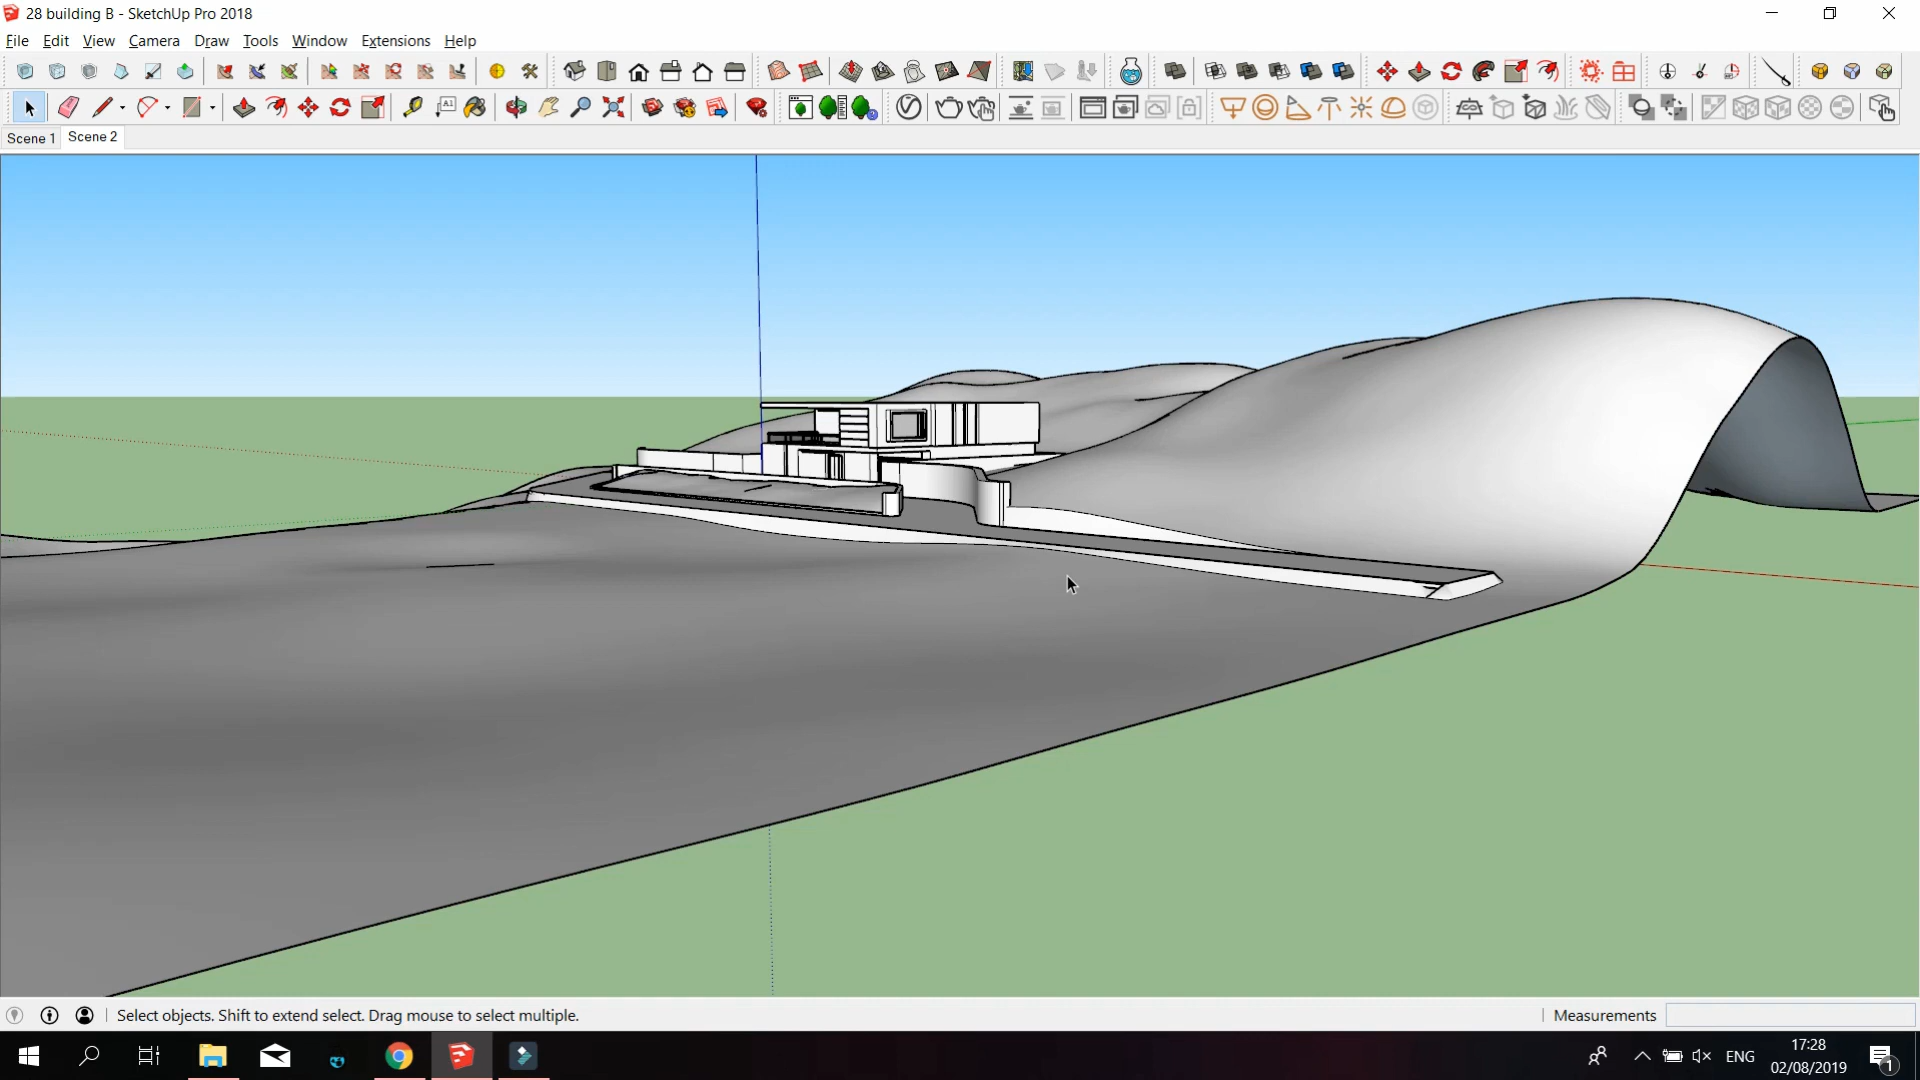 28 building B - SketchUp Pro 2018
File Edit View Camera Draw Tools Window Extensions Help
Scene 1 Scene 2
Select objects. Shift to extend select. Drag mouse to select multiple.
Measurements
ENG
17:28
02/08/2019
1